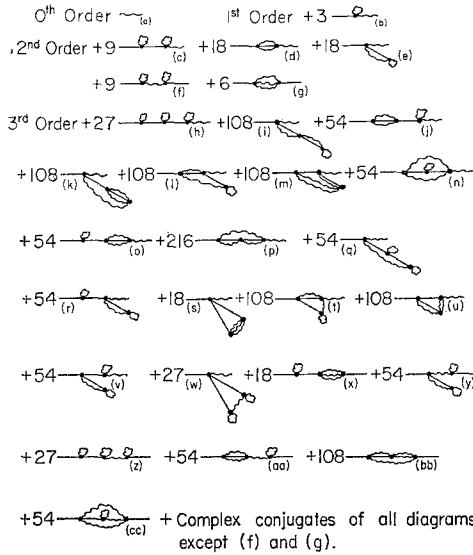 0th Order (a) 1st Order +3 (b)
,2nd Order +9 (c) +18 (d) +18 (e)
+9 (f) +6 (g)
3rd Order +27 (h) +108 (i) +54 (j)
+108 (k) +108 (l) +108 (m) +54 (n)
+54 (o) +216 (p) +54 (q)
+54 (r) +18 (s) +108 (t) +108 (u)
+54 (v) +27 (w) +18 (x) +54 (y)
+27 (z) +54 (aa) +108 (bb)
+54 (cc) + Complex conjugates of all diagrams
except (f) and (g).